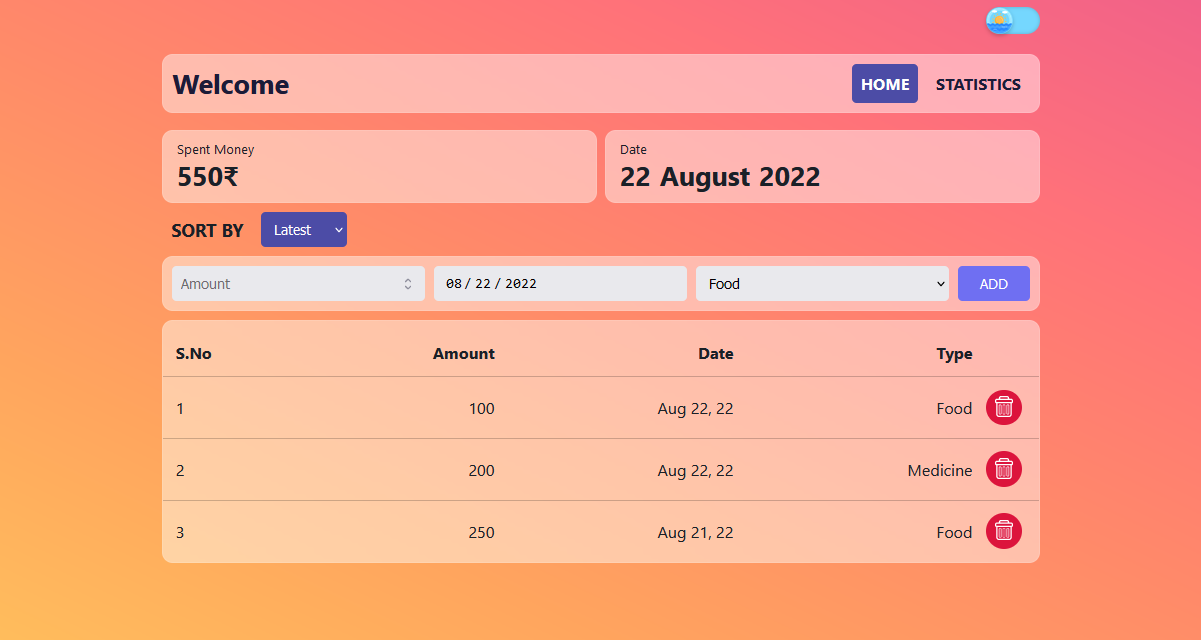 Welcome
HOME
STATISTICS
Spent Money
550₹
Date
22 August 2022
SORT BY
Latest
Amount
08 / 22 / 2022
Food
ADD
S.No Amount Date Type
1 100 Aug 22, 22 Food
2 200 Aug 22, 22 Medicine
3 250 Aug 21, 22 Food